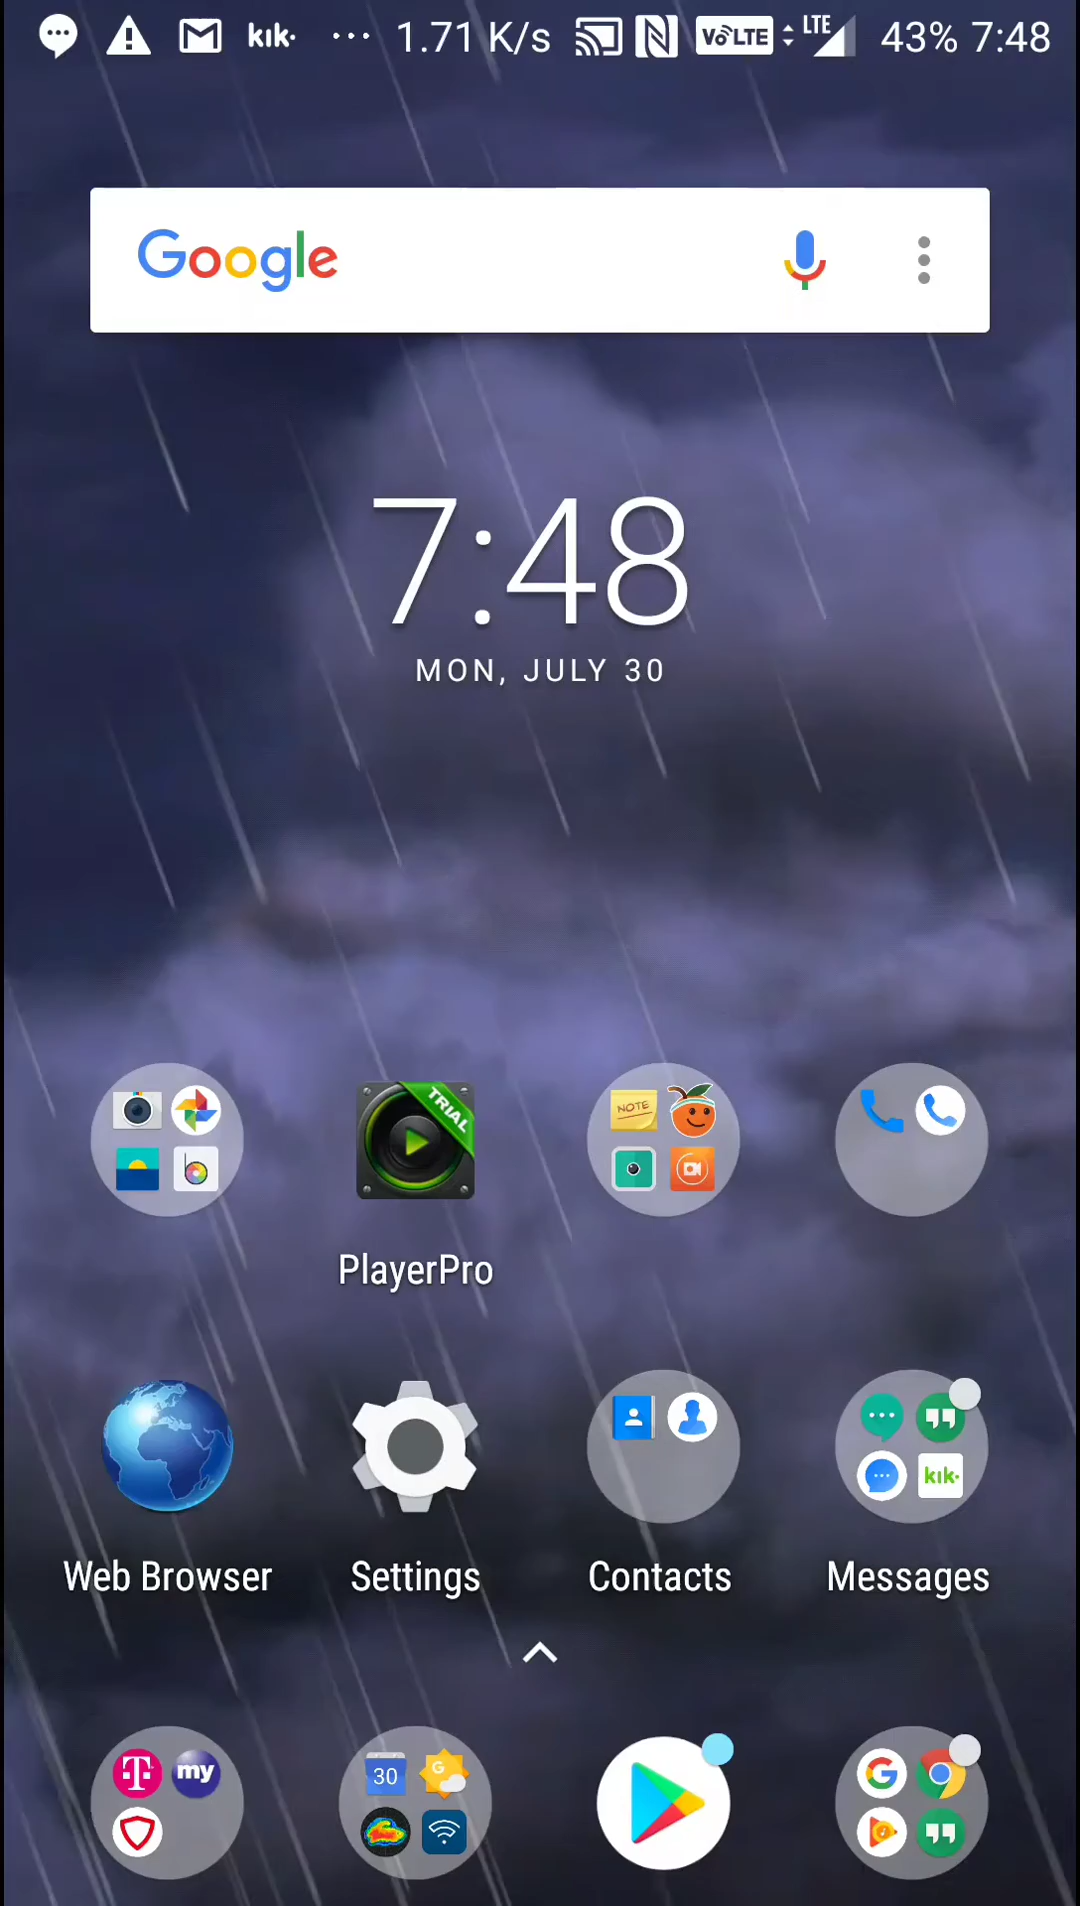 kik· ... 1.71 K/s VoLTE LTE 43% 7:48
Google
7:48
MON, JULY 30
NOTE
TRIAL
PlayerPro
kik·
Web Browser
Settings
Contacts
Messages
T my
30 G
G